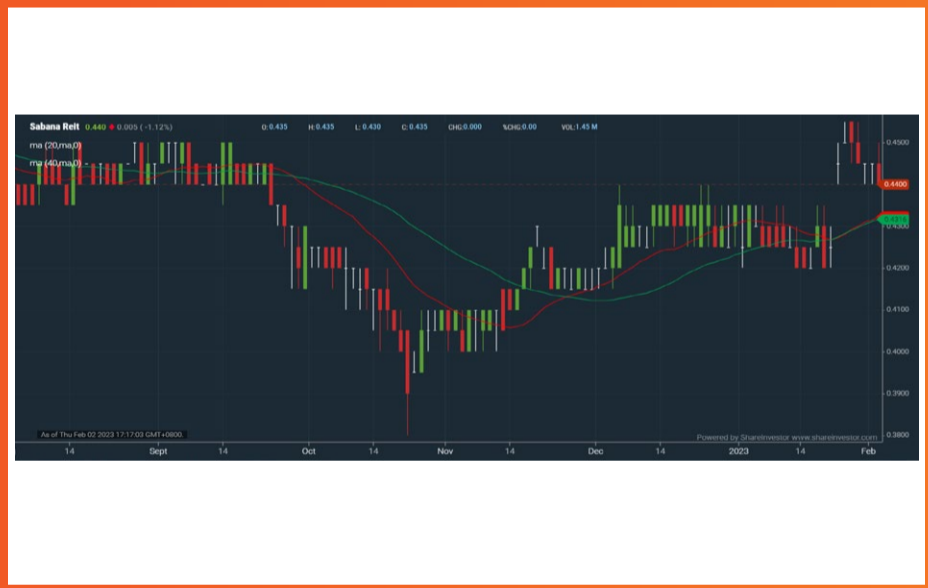 Sabana Reit 0.440 0.005 (-1.12%) O:0.435 H:0.435 L:0.430 C:0.435 CHG:0.000 %CHG:0.00 VOL:1.45 M
ma (20,ma,0)
ma (40,ma,0)
0.4500
0.4400
0.4300
0.4200
0.4100
0.4000
0.3900
0.3800
As of Thu Feb 02 2023 17:17:03 GMT+0800.
Powered by ShareInvestor www.shareinvestor.com
14 Sept 14 Oct 14 Nov 14 Dec 14 2023 14 Feb